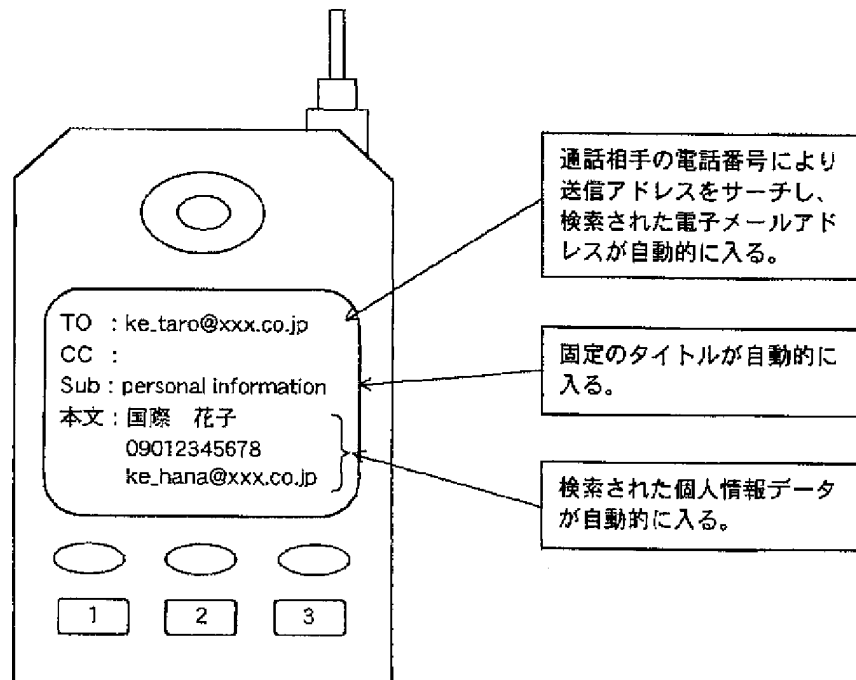 通話相手の電話番号により
送信アドレスをサーチし、
検索された電子メールアド
レスが自動的に入る。
TO : ke_taro@xxx.co.jp
CC :
Sub : personal information
本文 : 国際 花子
09012345678
ke_hana@xxx.co.jp
固定のタイトルが自動的に
入る。
検索された個人情報データ
が自動的に入る。
1 2 3